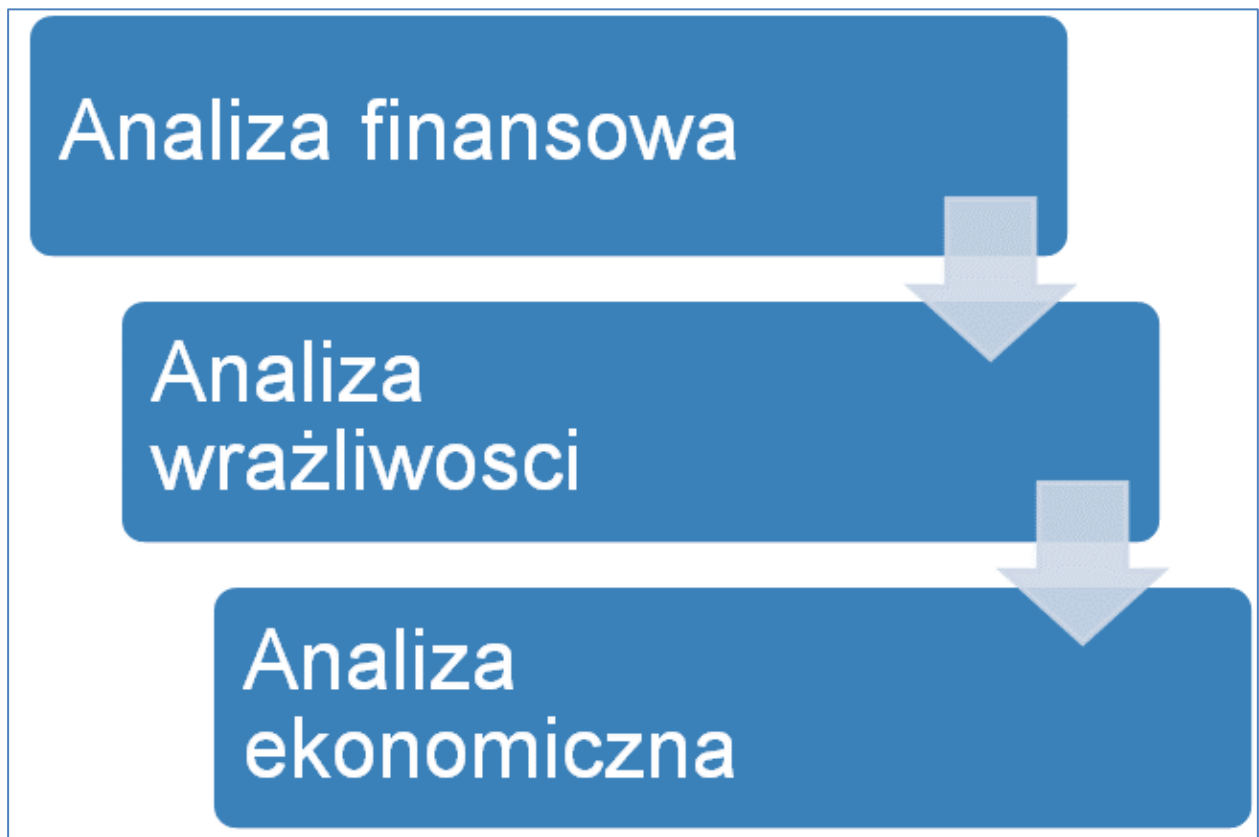 Analiza finansowa
Analiza
wrażliwosci
Analiza
ekonomiczna